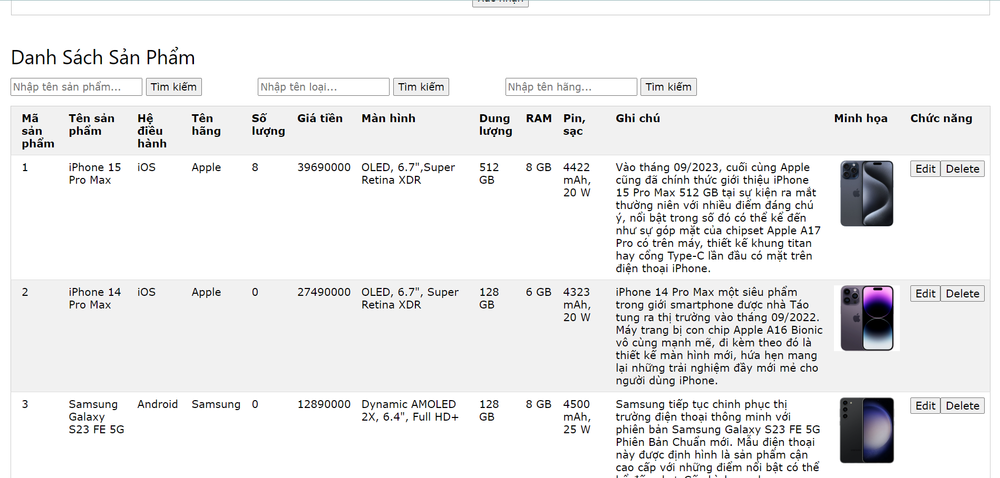 Xác nhận
Danh Sách Sản Phẩm
Nhập tên sản phẩm... Tìm kiếm Nhập tên loại... Tìm kiếm Nhập tên hãng... Tìm kiếm
Mã Tên sản Hệ Tên Số Giá tiền Màn hình Dung RAM Pin, Ghi chú Minh họa Chức năng
sản phẩm điều hãng lượng lượng sạc
phẩm hành
1 iPhone 15 iOS Apple 8 39690000 OLED, 6.7",Super 512 8 GB 4422 Vào tháng 09/2023, cuối cùng Apple Edit Delete
Pro Max Retina XDR GB mAh, cũng đã chính thức giới thiệu iPhone
20 W 15 Pro Max 512 GB tại sự kiện ra mắt
thường niên với nhiều điểm đáng chú
ý, nổi bật trong số đó có thể kể đến
như sự góp mặt của chipset Apple A17
Pro có trên máy, thiết kế khung titan
hay cổng Type-C lần đầu có mặt trên
điện thoại iPhone.
2 iPhone 14 iOS Apple 0 27490000 OLED, 6.7", Super 128 6 GB 4323 iPhone 14 Pro Max một siêu phẩm Edit Delete
Pro Max Retina XDR GB mAh, trong giới smartphone được nhà Táo
20 W tung ra thị trường vào tháng 09/2022.
Máy trang bị con chip Apple A16 Bionic
vô cùng mạnh mẽ, đi kèm theo đó là
thiết kế màn hình mới, hứa hẹn mang
lại những trải nghiệm đầy mới mẻ cho
người dùng iPhone.
3 Samsung Android Samsung 0 12890000 Dynamic AMOLED 128 8 GB 4500 Samsung tiếp tục chinh phục thị Edit Delete
Galaxy 2X, 6.4", Full HD+ GB mAh, trường điện thoại thông minh với
S23 FE 5G 25 W phiên bản Samsung Galaxy S23 FE 5G
Phiên Bản Chuẩn mới. Mẫu điện thoại
này được định hình là sản phẩm cận
cao cấp với những điểm nổi bật có thể